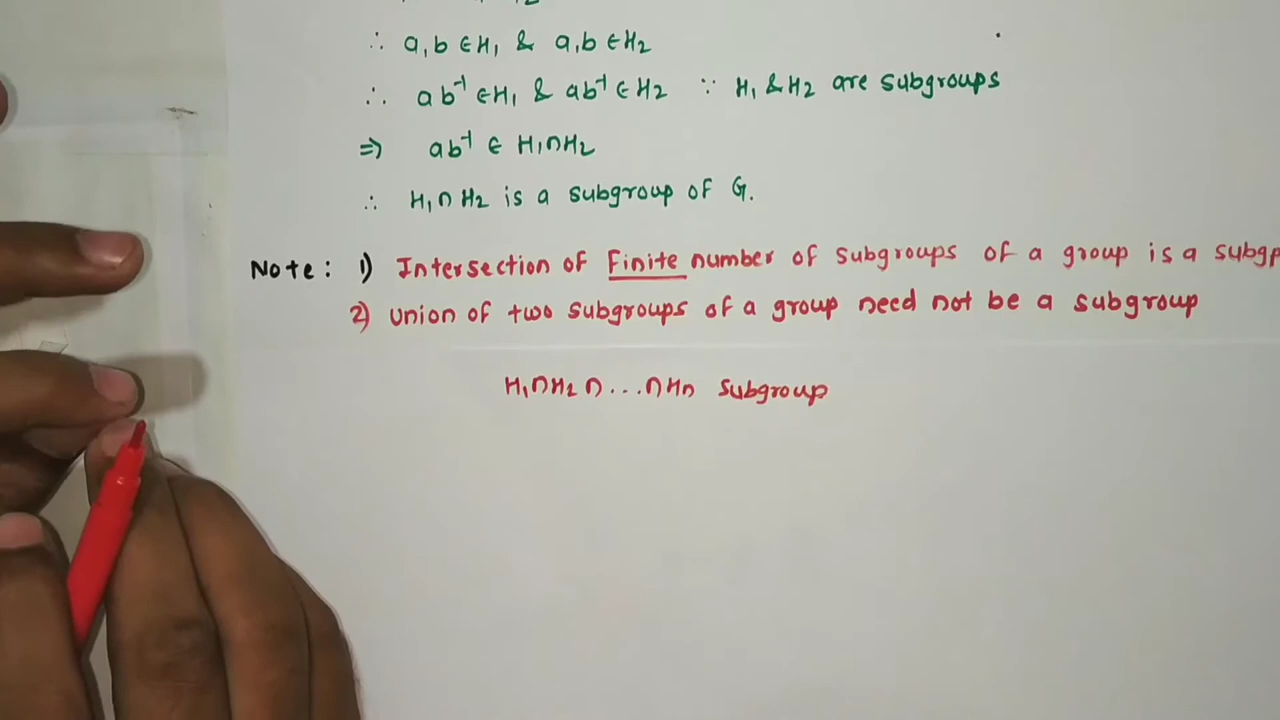 ∴ a, b ∈ H₁ & a, b ∈ H₂
∴ ab⁻¹ ∈ H₁ & ab⁻¹ ∈ H₂ ∵ H₁ & H₂ are subgroups
⇒ ab⁻¹ ∈ H₁∩H₂
∴ H₁∩H₂ is a subgroup of G.
Note: 1) Intersection of Finite number of subgroups of a group is a
2) union of two subgroups of a group need not be a subgroup
H₁∩H₂∩...∩Hn subgroup